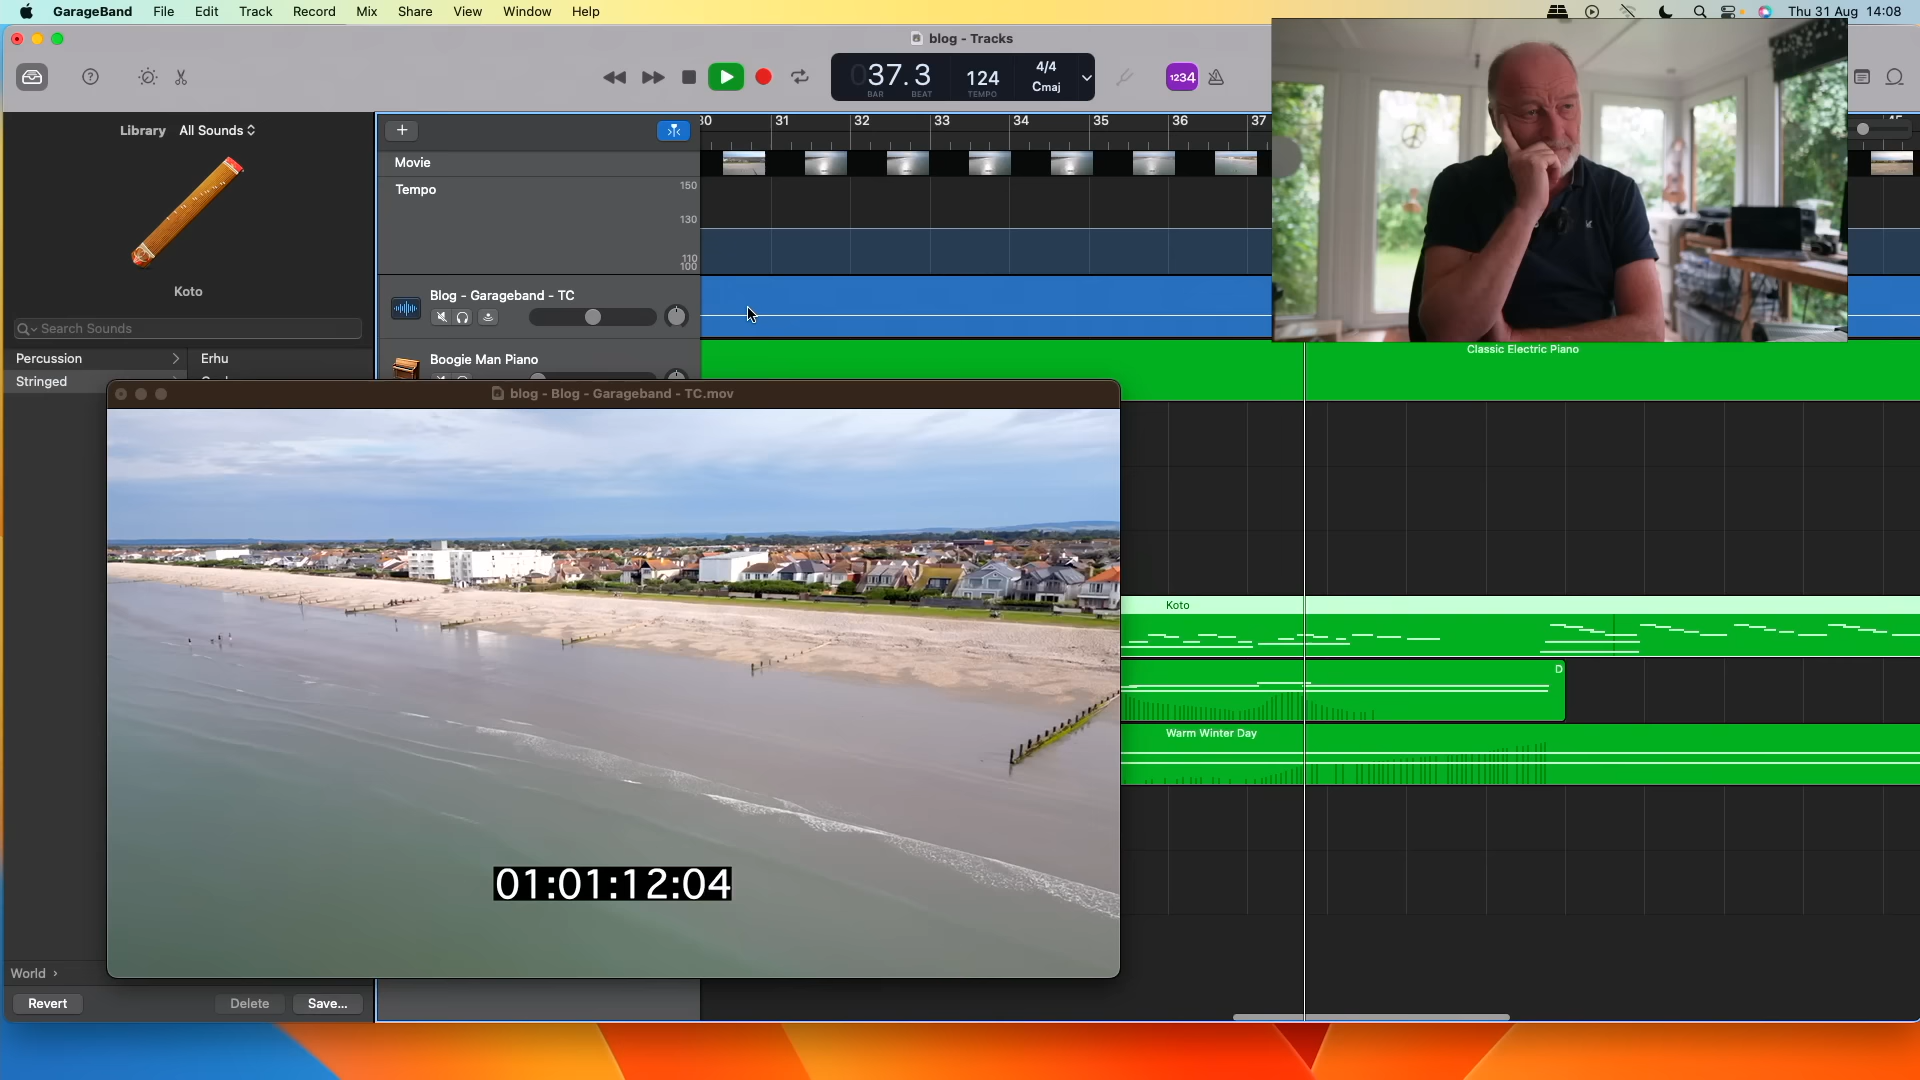 GarageBand File Edit Track Record Mix Share View Window Help Thu 31 Aug 14:08
blog - Tracks
037.3 124 4/4 Cmaj 1234
BAR BEAT TEMPO
Library All Sounds
30 31 32 33 34 35 36 37
Movie
Tempo
150
130
110
100
Koto
Search Sounds
Percussion
Stringed
Erhu
World
Revert Delete Save...
Blog - Garageband - TC
Boogie Man Piano
Classic Electric Piano
blog - Blog - Garageband - TC.mov
01:01:12:04
Koto
D
Warm Winter Day